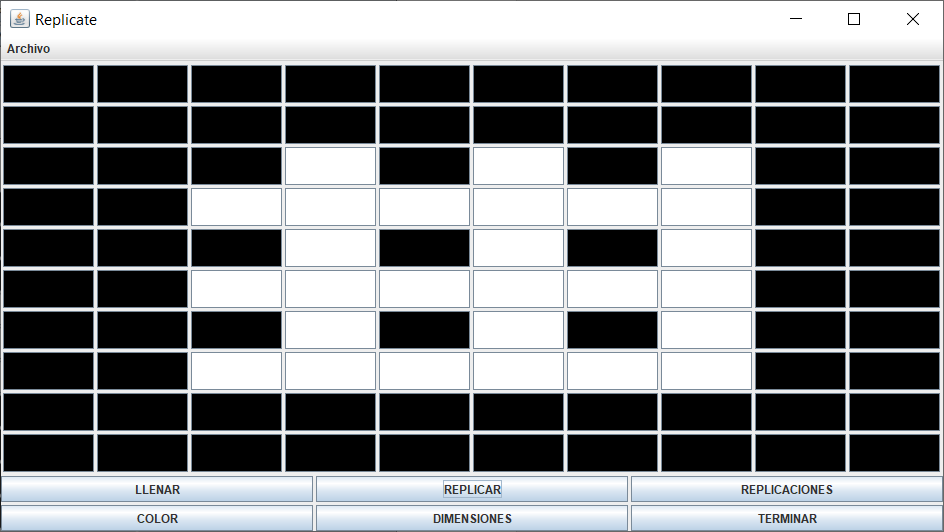 Replicate
Archivo
LLENAR REPLICAR REPLICACIONES
COLOR DIMENSIONES TERMINAR